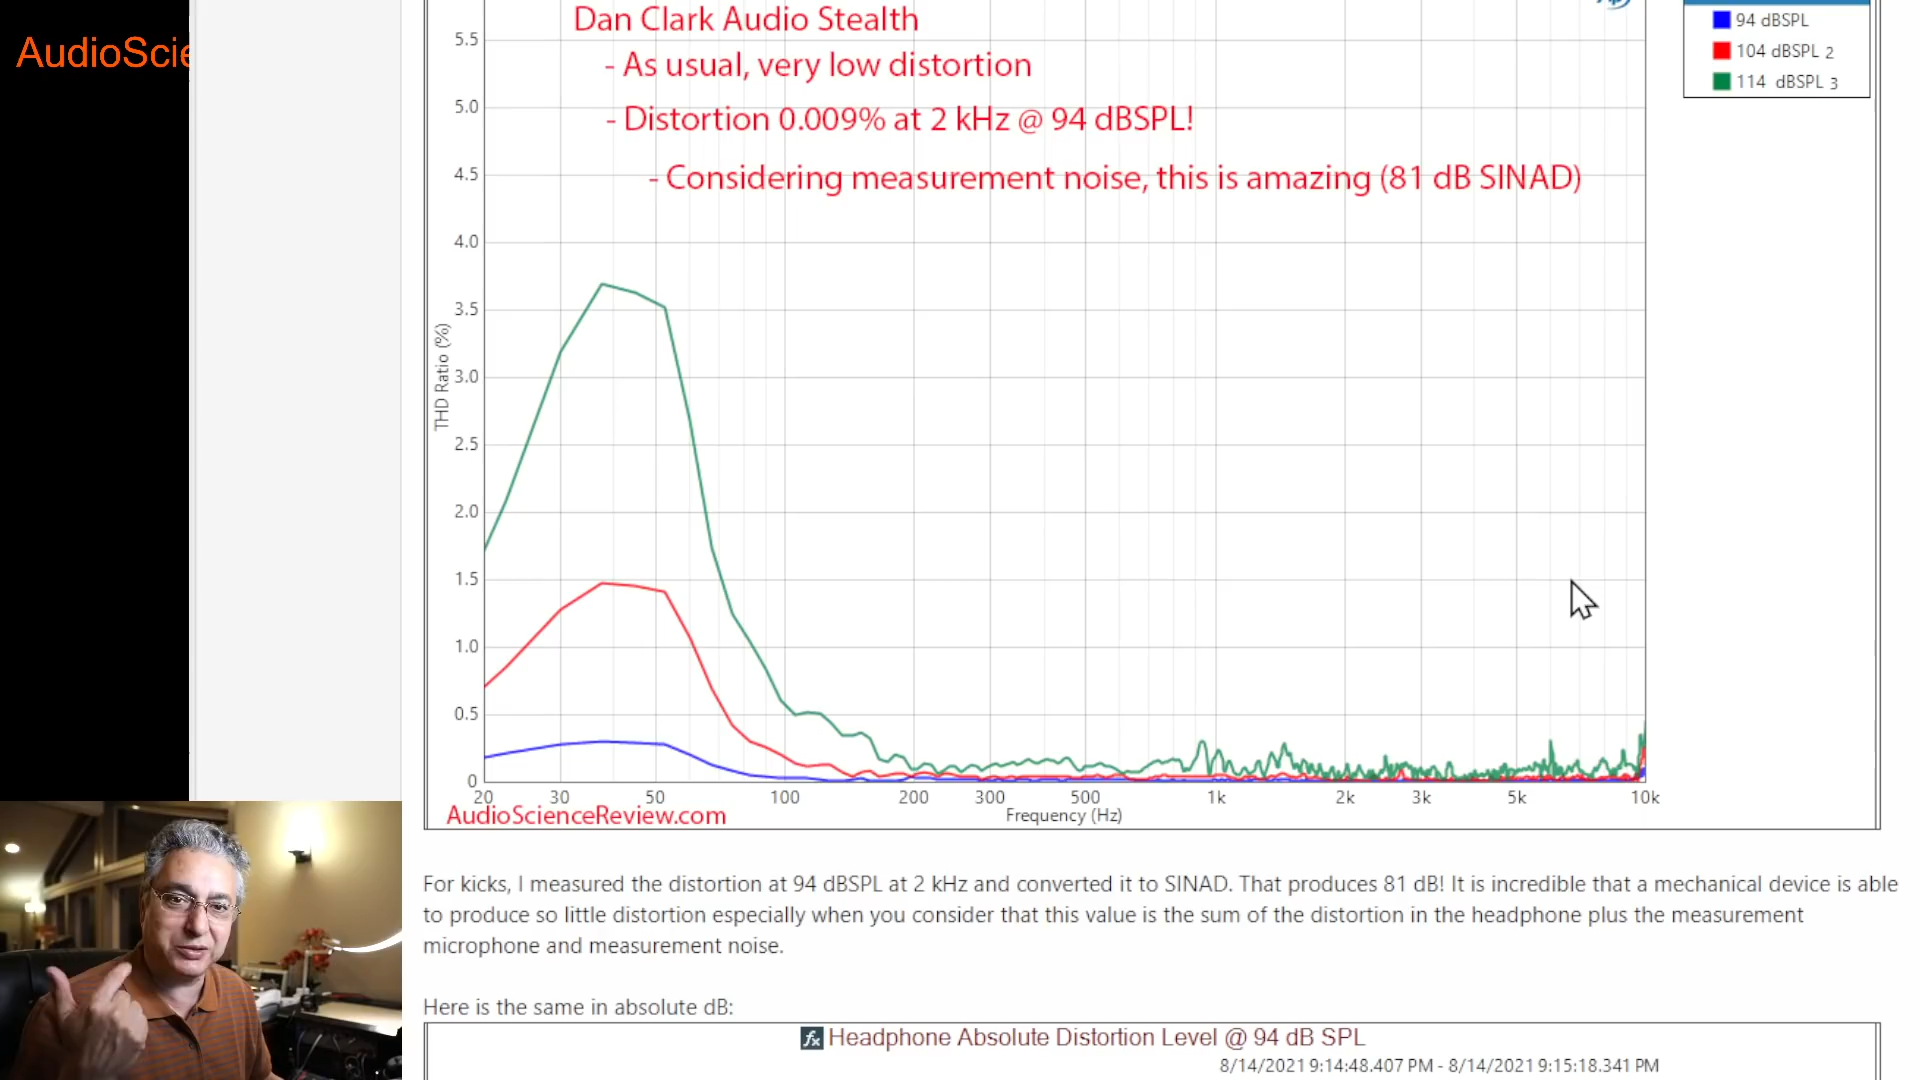 AudioScie
Dan Clark Audio Stealth
- As usual, very low distortion
- Distortion 0.009% at 2 kHz @ 94 dBSPL!
- Considering measurement noise, this is amazing (81 dB SINAD)
94 dBSPL
104 dBSPL 2
114 dBSPL 3
5.5
5.0
4.5
4.0
3.5
3.0
2.5
2.0
1.5
1.0
0.5
0
THD Ratio (%)
20 30 50 100 200 300 500 1k 2k 3k 5k 10k
Frequency (Hz)
AudioScienceReview.com
For kicks, I measured the distortion at 94 dBSPL at 2 kHz and converted it to SINAD. That produces 81 dB! It is incredible that a mechanical device is able
to produce so little distortion especially when you consider that this value is the sum of the distortion in the headphone plus the measurement
microphone and measurement noise.
Here is the same in absolute dB:
fx Headphone Absolute Distortion Level @ 94 dB SPL
8/14/2021 9:14:48.407 PM - 8/14/2021 9:15:18.341 PM